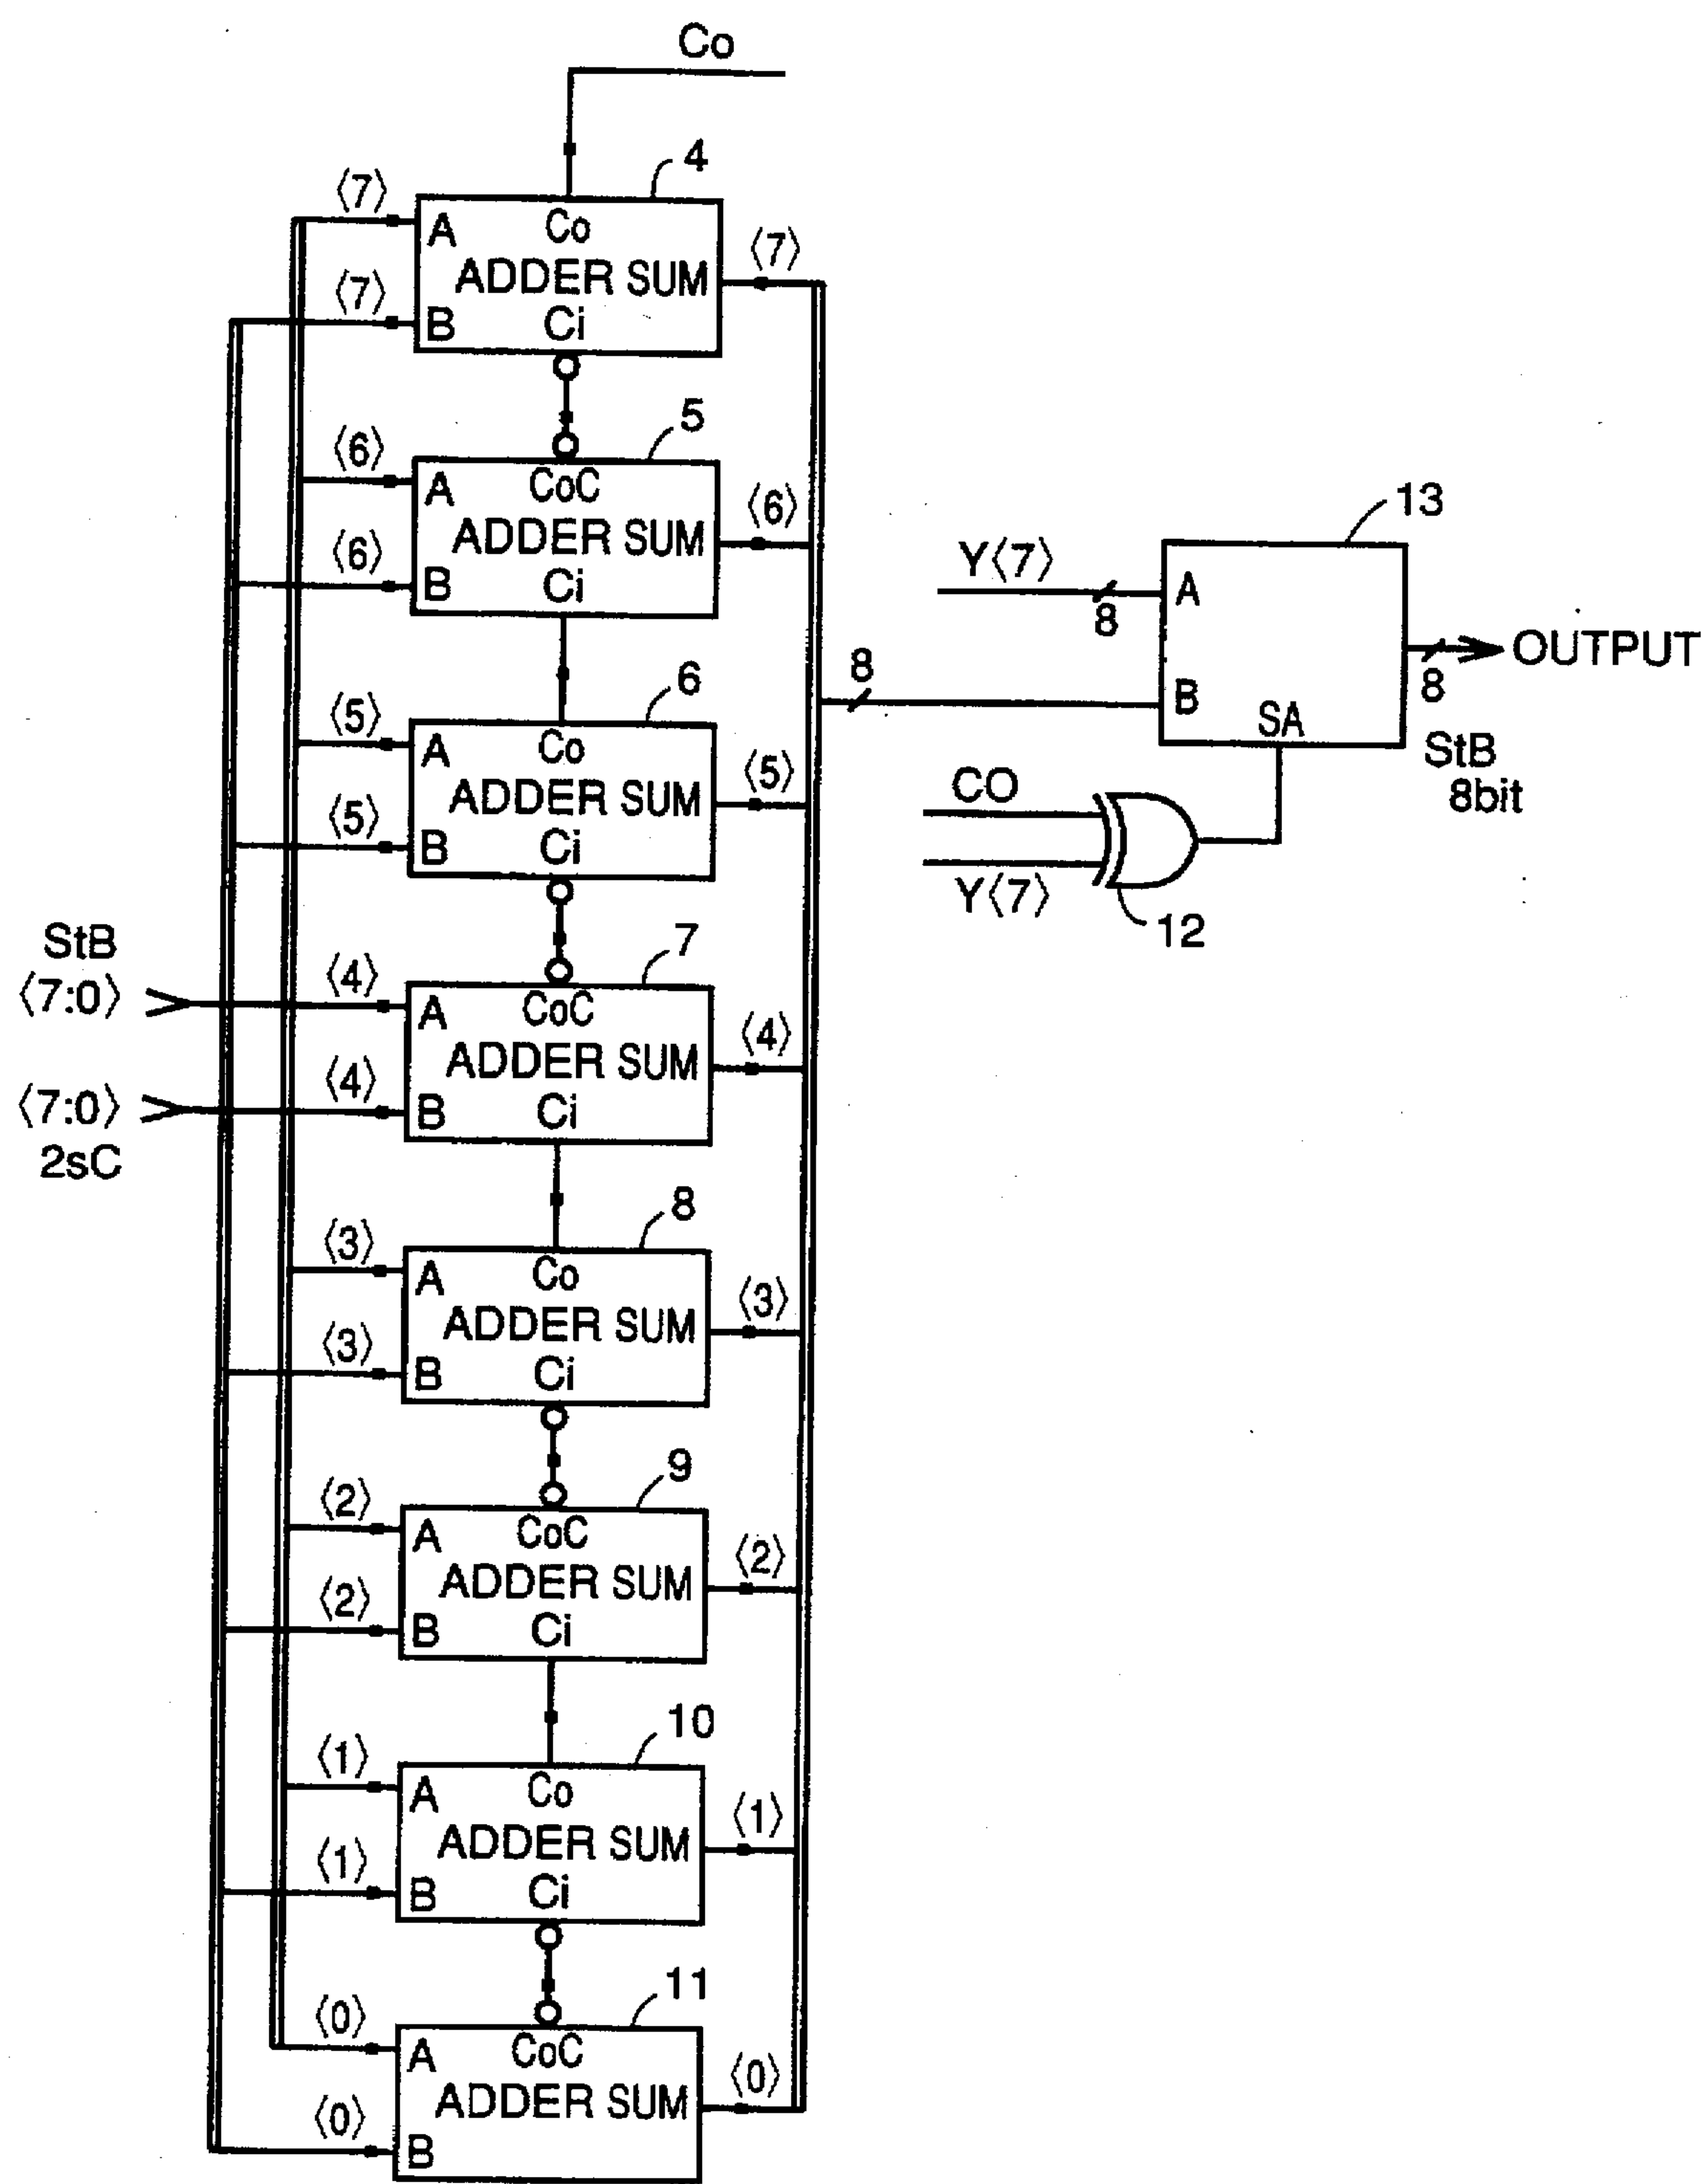 Co
4
⟨7⟩
A Co
ADDER SUM
⟨7⟩
⟨7⟩
B Ci
5
⟨6⟩
A CoC
ADDER SUM
⟨6⟩
⟨6⟩
B Ci
6
⟨5⟩
A Co
ADDER SUM
⟨5⟩
⟨5⟩
B Ci
StB
⟨7:0⟩
7
⟨4⟩
A CoC
ADDER SUM
⟨4⟩
⟨4⟩
B Ci
⟨7:0⟩
2sC
8
⟨3⟩
A Co
ADDER SUM
⟨3⟩
⟨3⟩
B Ci
9
⟨2⟩
A CoC
ADDER SUM
⟨2⟩
⟨2⟩
B Ci
10
⟨1⟩
A Co
ADDER SUM
⟨1⟩
⟨1⟩
B Ci
11
⟨0⟩
A CoC
ADDER SUM
⟨0⟩
⟨0⟩
B
13
Y⟨7⟩
8
A
8
B
SA
OUTPUT
8
StB
8bit
CO
Y⟨7⟩
12